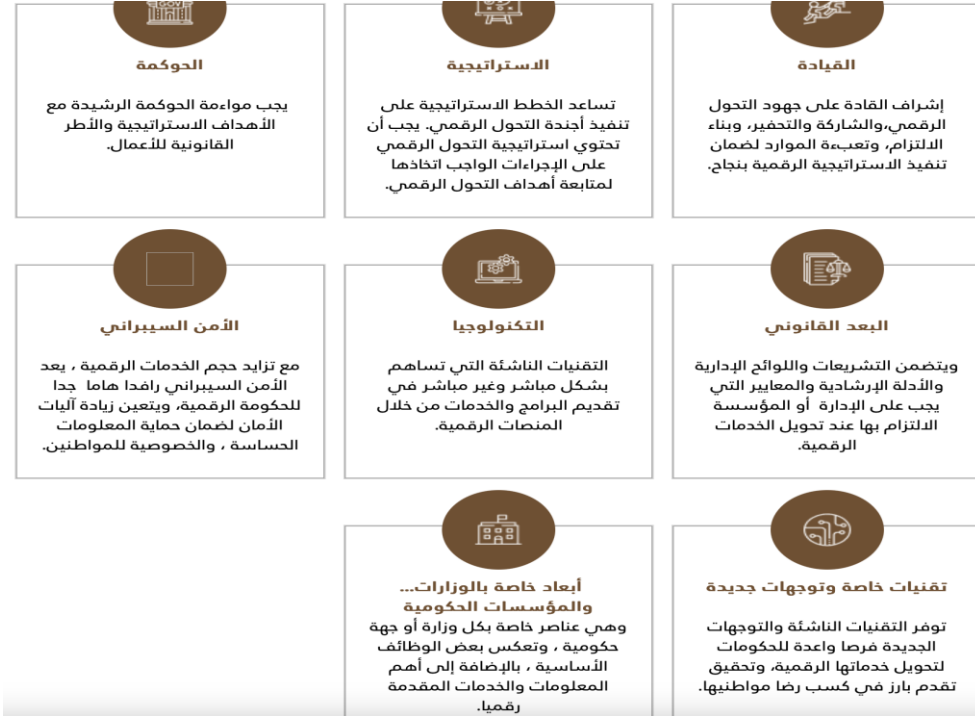 GOV
القيادة
إشراف القادة على جهود التحول
الرقمي،والشاركة والتحفير، وبناء
الالتزام، وتعبءة الموارد لضمان
تنفيذ الاستراتيجية الرقمية بنجاح.
الاستراتيجية
تساعد الخطط الاستراتيجية على
تنفيذ أجندة التحول الرقمي. يجب أن
تحتوي استراتيجية التحول الرقمي
على الإجراءات الواجب اتخاذها
لمتابعة أهداف التحول الرقمي.
الحوكمة
يجب مواءمة الحوكمة الرشيدة مع
الأهداف الاستراتيجية والأطر
القانونية للأعمال.
البعد القانوني
ويتضمن التشريعات واللوائح الإدارية
والأدلة الإرشادية والمعايير التي
يجب على الإدارة أو المؤسسة
الالتزام بها عند تحويل الخدمات
الرقمية.
التكنولوجيا
التقنيات الناشئة التي تساهم
بشكل مباشر وغير مباشر في
تقديم البرامج والخدمات من خلال
المنصات الرقمية.
الأمن السيبراني
مع تزايد حجم الخدمات الرقمية ، يعد
الأمن السيبراني رافدا هاما جدا
للحكومة الرقمية، ويتعين زيادة آليات
الأمان لضمان حماية المعلومات
الحساسة ، والخصوصية للمواطنين.
تقنيات خاصة وتوجهات جديدة
توفر التقنيات الناشئة والتوجهات
الجديدة فرصا واعدة للحكومات
لتحويل خدماتها الرقمية، وتحقيق
تقدم بارز في كسب رضا مواطنيها.
أبعاد خاصة بالوزارات...
والمؤسسات الحكومية
وهي عناصر خاصة بكل وزارة أو جهة
حكومية ، وتعكس بعض الوظائف
الأساسية ، بالإضافة إلى أهم
المعلومات والخدمات المقدمة
رقميا.